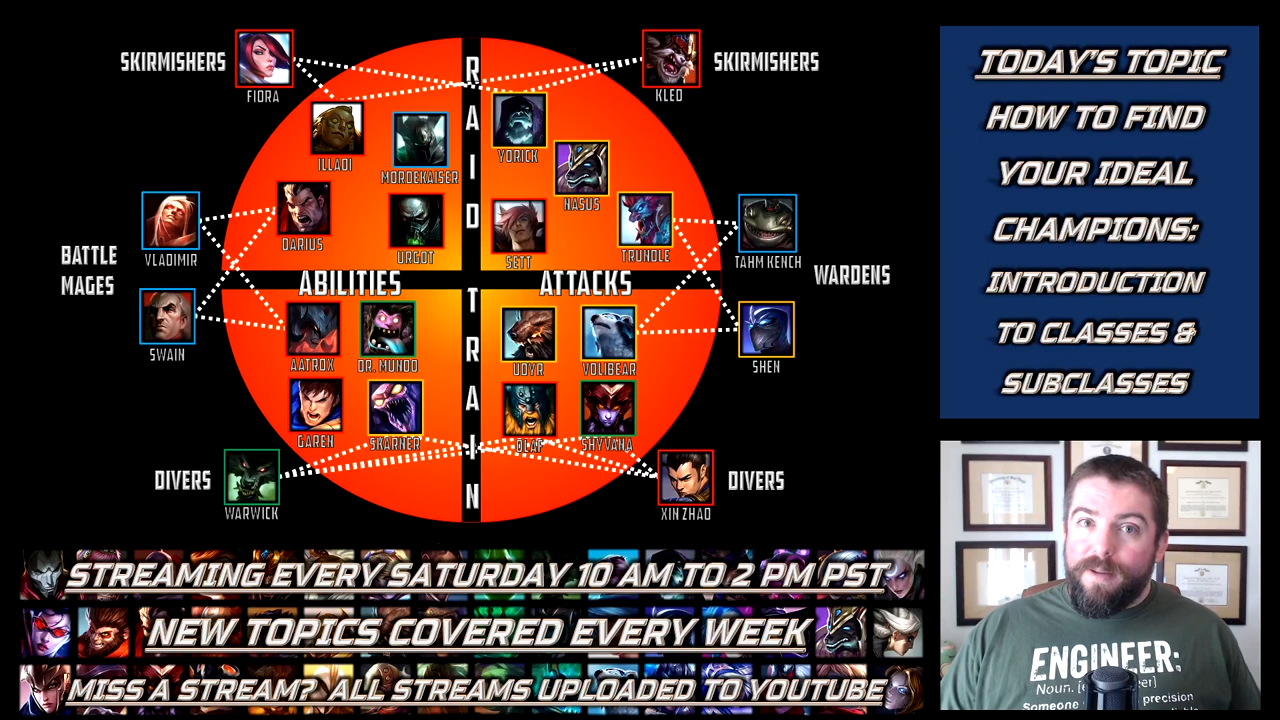 SKIRMISHERS
FIORA
KLED
SKIRMISHERS
RAID
ILLAOI
MORDEKAISER
YORICK
NASUS
DARIUS
URGOT
SETT
TRUNDLE
BATTLE
MAGES
VLADIMIR
TAHM KENCH
WARDENS
ABILITIES
ATTACKS
SWAIN
SHEN
TRAIN
AATROX
DR. MUNDO
UDYR
VOLIBEAR
GAREN
SKARNER
OLAF
SHYVANA
DIVERS
WARWICK
XIN ZHAO
DIVERS
TODAY'S TOPIC
HOW TO FIND
YOUR IDEAL
CHAMPIONS:
INTRODUCTION
TO CLASSES &
SUBCLASSES
STREAMING EVERY SATURDAY 10 AM TO 2 PM PST
NEW TOPICS COVERED EVERY WEEK
MISS A STREAM? ALL STREAMS UPLOADED TO YOUTUBE
ENGINEER:
Noun.
Someone precision